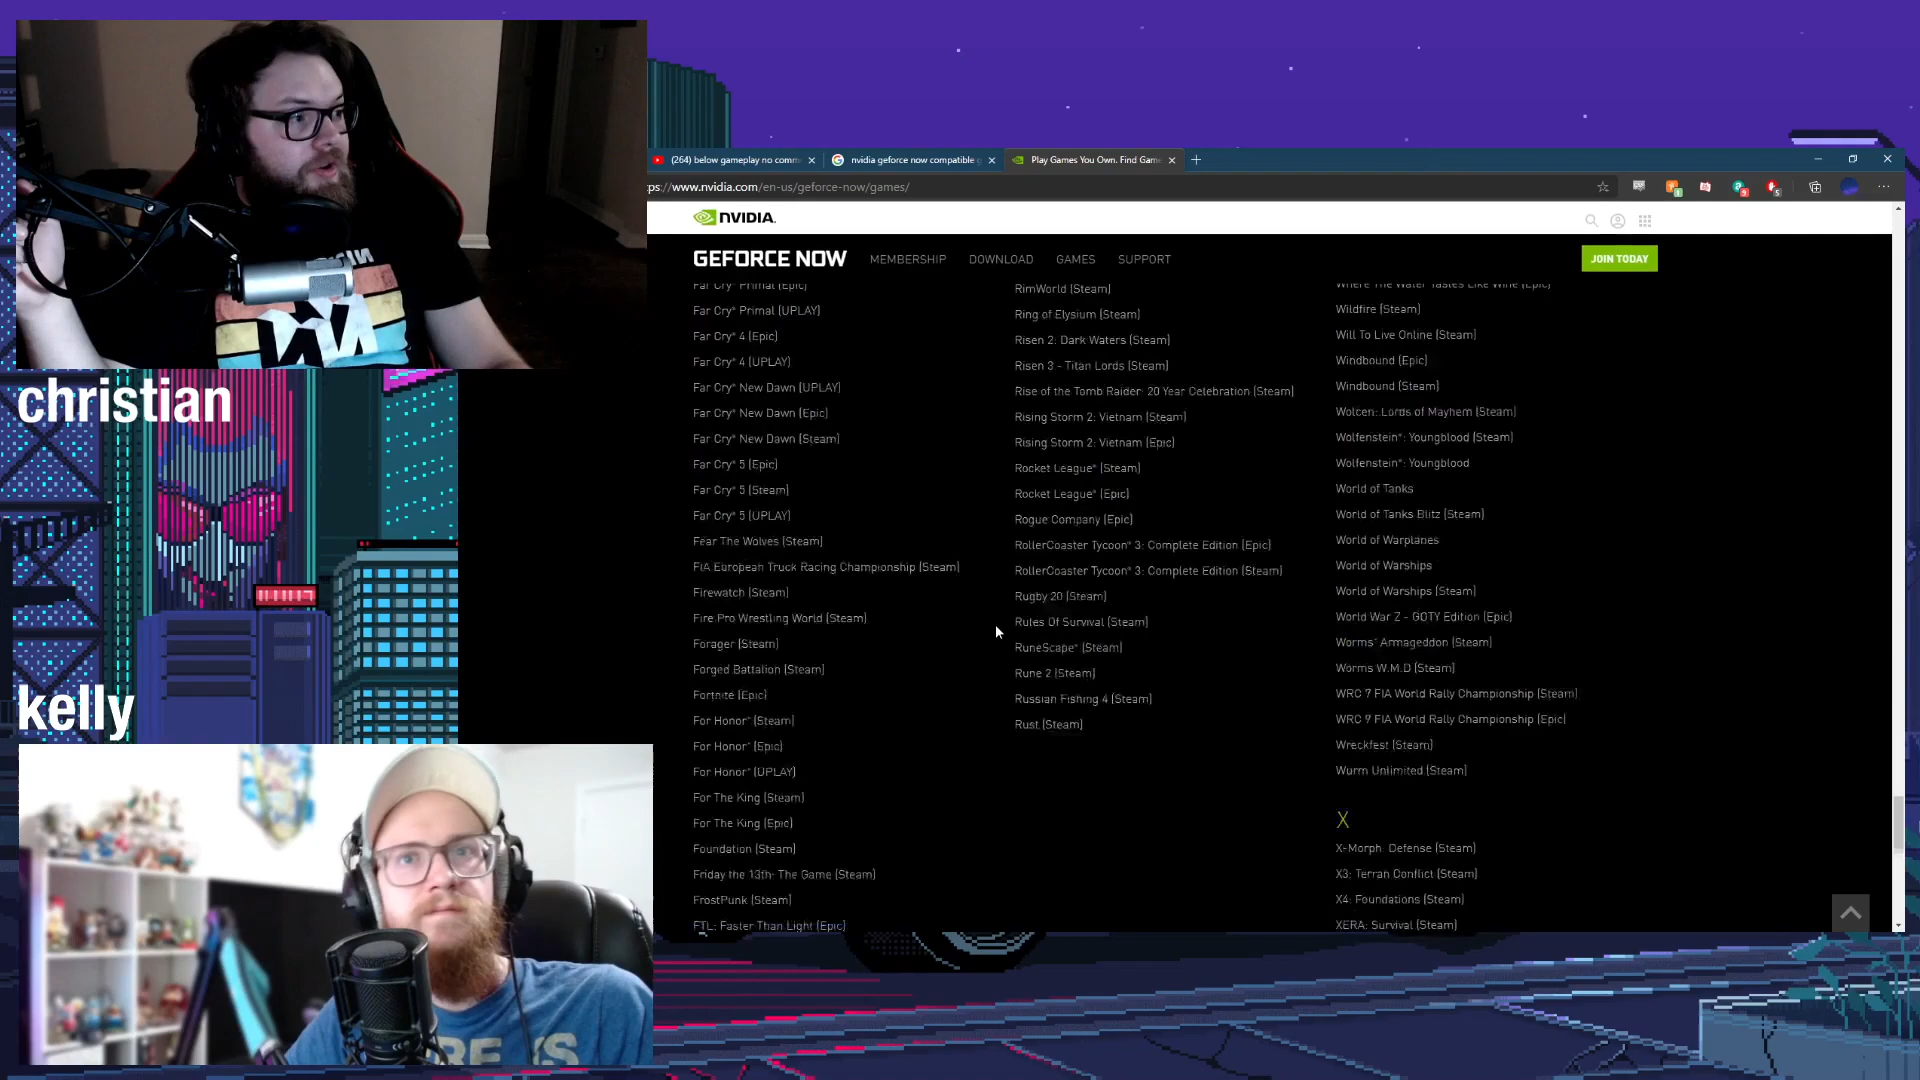 christian
kelly
RE IS
(264) below gameplay no comm
nvidia geforce now compatible g
Play Games You Own. Find Gam
ps://www.nvidia.com/en-us/geforce-now/games/
NVIDIA.
GEFORCE NOW
MEMBERSHIP
DOWNLOAD
GAMES
SUPPORT
JOIN TODAY
Far Cry® Primal (Epic)
Far Cry® Primal (UPLAY)
Far Cry® 4 (Epic)
Far Cry® 4 (UPLAY)
Far Cry® New Dawn (UPLAY)
Far Cry® New Dawn (Epic)
Far Cry® New Dawn (Steam)
Far Cry® 5 (Epic)
Far Cry® 5 (Steam)
Far Cry® 5 (UPLAY)
Fear The Wolves (Steam)
FIA European Truck Racing Championship (Steam)
Firewatch (Steam)
Fire Pro Wrestling World (Steam)
Forager (Steam)
Forged Battalion (Steam)
Fortnite (Epic)
For Honor® (Steam)
For Honor® (Epic)
For Honor® (UPLAY)
For The King (Steam)
For The King (Epic)
Foundation (Steam)
Friday the 13th: The Game (Steam)
FrostPunk (Steam)
FTL: Faster Than Light (Epic)
RimWorld (Steam)
Ring of Elysium (Steam)
Risen 2: Dark Waters (Steam)
Risen 3 - Titan Lords (Steam)
Rise of the Tomb Raider: 20 Year Celebration (Steam)
Rising Storm 2: Vietnam (Steam)
Rising Storm 2: Vietnam (Epic)
Rocket League® (Steam)
Rocket League® (Epic)
Rogue Company (Epic)
RollerCoaster Tycoon® 3: Complete Edition (Epic)
RollerCoaster Tycoon® 3: Complete Edition (Steam)
Rugby 20 (Steam)
Rules Of Survival (Steam)
RuneScape® (Steam)
Rune 2 (Steam)
Russian Fishing 4 (Steam)
Rust (Steam)
Where The Water Tastes Like Wine (Epic)
Wildfire (Steam)
Will To Live Online (Steam)
Windbound (Epic)
Windbound (Steam)
Wolcen: Lords of Mayhem (Steam)
Wolfenstein®: Youngblood (Steam)
Wolfenstein®: Youngblood
World of Tanks
World of Tanks Blitz (Steam)
World of Warplanes
World of Warships
World of Warships (Steam)
World War Z - GOTY Edition (Epic)
Worms® Armageddon (Steam)
Worms W.M.D (Steam)
WRC 7 FIA World Rally Championship (Steam)
WRC 9 FIA World Rally Championship (Epic)
Wreckfest (Steam)
Wurm Unlimited (Steam)
X
X-Morph: Defense (Steam)
X3: Terran Conflict (Steam)
X4: Foundations (Steam)
XERA: Survival (Steam)